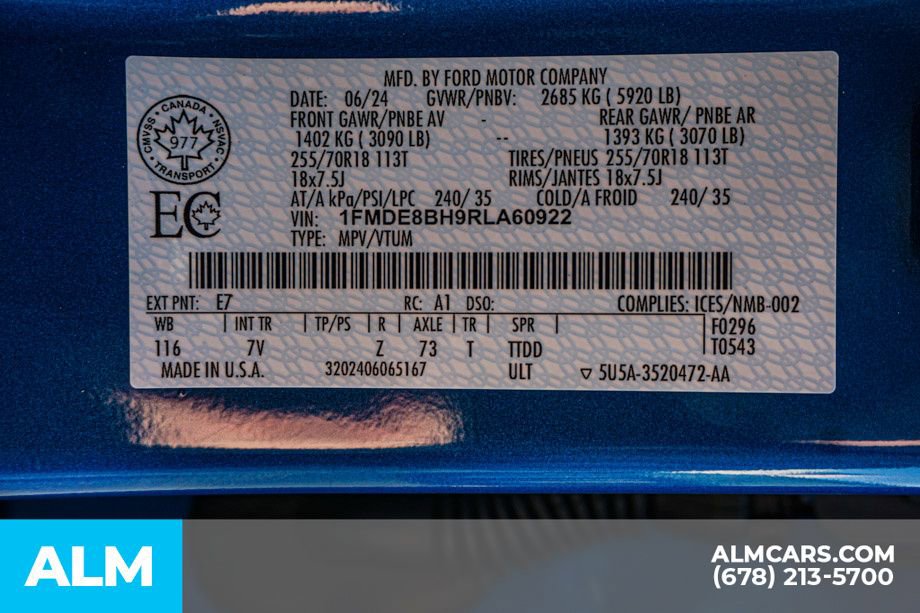 MFD. BY FORD MOTOR COMPANY
DATE: 06/24 GVWR/PNBV: 2685 KG ( 5920 LB)
FRONT GAWR/PNBE AV - REAR GAWR/ PNBE AR
1402 KG ( 3090 LB) -- 1393 KG ( 3070 LB)
255/70R18 113T TIRES/PNEUS 255/70R18 113T
18x7.5J RIMS/JANTES 18x7.5J
AT/A kPa/PSI/LPC 240/ 35 COLD/A FROID 240/ 35
VIN: 1FMDE8BH9RLA60922
TYPE: MPV/VTUM
CANADA
CMVSS NSVAC
977
TRANSPORT
EC
EXT PNT: E7 RC: A1 DSO: COMPLIES: ICES/NMB-002
WB INT TR TP/PS R AXLE TR SPR F0296
116 7V Z 73 T TTDD T0543
MADE IN U.S.A. 3202406065167 ULT ▽ 5U5A-3520472-AA
ALM
ALMCARS.COM
(678) 213-5700